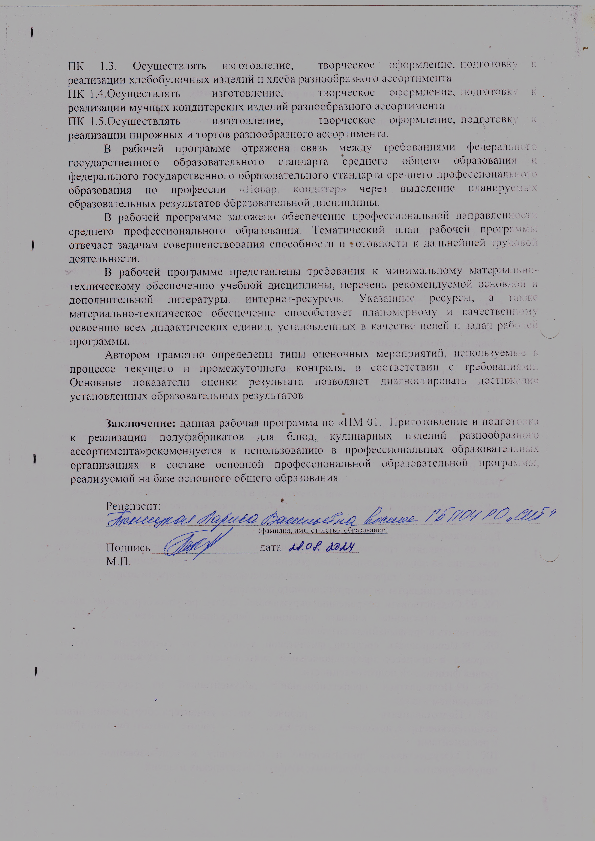 ПК 1.3. Осуществлять изготовление, творческое оформление, подготовку к
реализации хлебобулочных изделий и хлеба разнообразного ассортимента
ПК 1.4.Осуществлять изготовление, творческое оформление, подготовку к
реализации мучных кондитерских изделий разнообразного ассортимента
ПК 1.5.Осуществлять изготовление, творческое оформление, подготовку к
реализации пирожных и тортов разнообразного ассортимента.
В рабочей программе отражена связь между требованиями федерального
государственного образовательного стандарта среднего общего образования и
федерального государственного образовательного стандарта среднего профессионального
образования по профессии «Повар, кондитер» через выделение планируемых
образовательных результатов образовательной дисциплины.
В рабочей программе заложено обеспечение профессиональной направленности
среднего профессионального образования. Тематический план рабочей программы
отвечает задачам совершенствования способности и готовности к дальнейшей трудовой
деятельности.
В рабочей программе представлены требования к минимальному материально-
техническому обеспечению учебной дисциплины, перечень рекомендуемой основной и
дополнительной литературы, интернет-ресурсов. Указанные ресурсы, а также
материально-техническое обеспечение способствует планомерному и качественному
освоению всех дидактических единиц, установленных в качестве целей и задач рабочей
программы.
Автором грамотно определены типы оценочных мероприятий, используемые в
процессе текущего и промежуточного контроля, в соответствии с требованиями.
Основные показатели оценки результата позволяют диагностировать достижение
установленных образовательных результатов
Заключение: данная рабочая программа по «ПМ 01. Приготовление и подготовка
к реализации полуфабрикатов для блюд, кулинарных изделий разнообразного
ассортимента»рекомендуется к использованию в профессиональных образовательных
организациях в составе основной профессиональной образовательной программы,
реализуемой на базе основного общего образования
Рецензент:
Лариса Васильевна ГБПОУ РО
фамилия, имя, отчество
Подпись дата 28.08.2024
М.П.